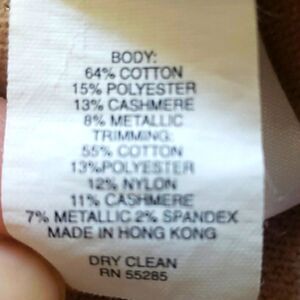 BODY:
64% COTTON
15% POLYESTER
13% CASHMERE
8% METALLIC
TRIMMING:
55% COTTON
13%POLYESTER
12% NYLON
11% CASHMERE
7% METALLIC 2% SPANDEX
MADE IN HONG KONG
DRY CLEAN
RN 55285